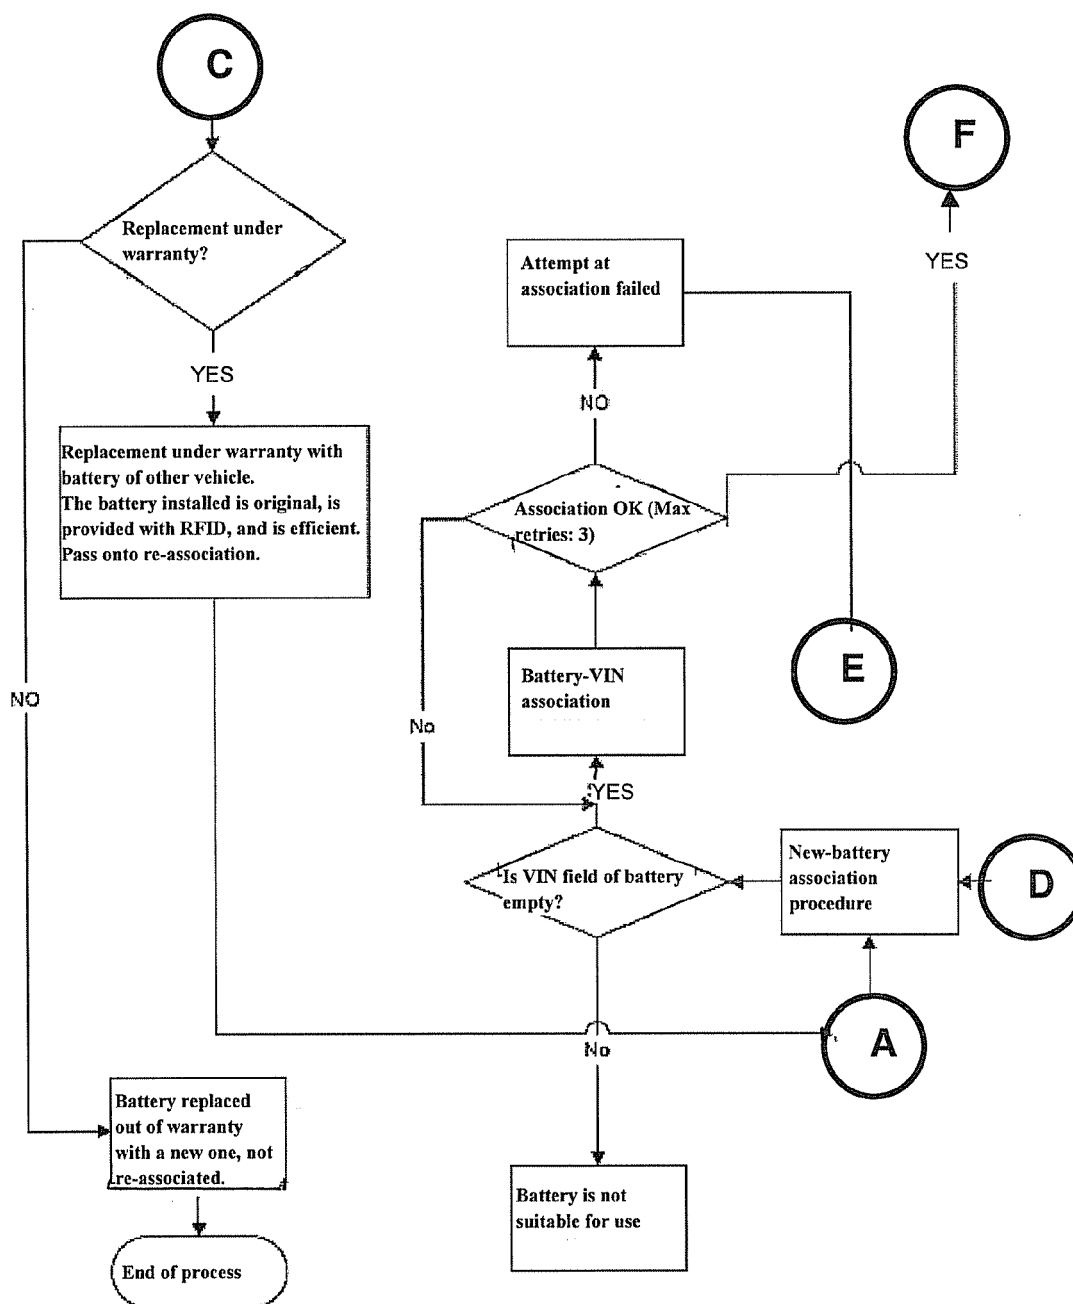 C
F
Replacement under
warranty?
Attempt at
association failed
YES
YES
NO
Replacement under warranty with
battery of other vehicle.
The battery installed is original, is
provided with RFID, and is efficient.
Pass onto re-association.
Association OK (Max
retries: 3)
E
Battery-VIN
association
NO
No
YES
New-battery
association
procedure
D
Is VIN field of battery
empty?
A
No
Battery replaced
out of warranty
with a new one, not
re-associated.
Battery is not
suitable for use
End of process